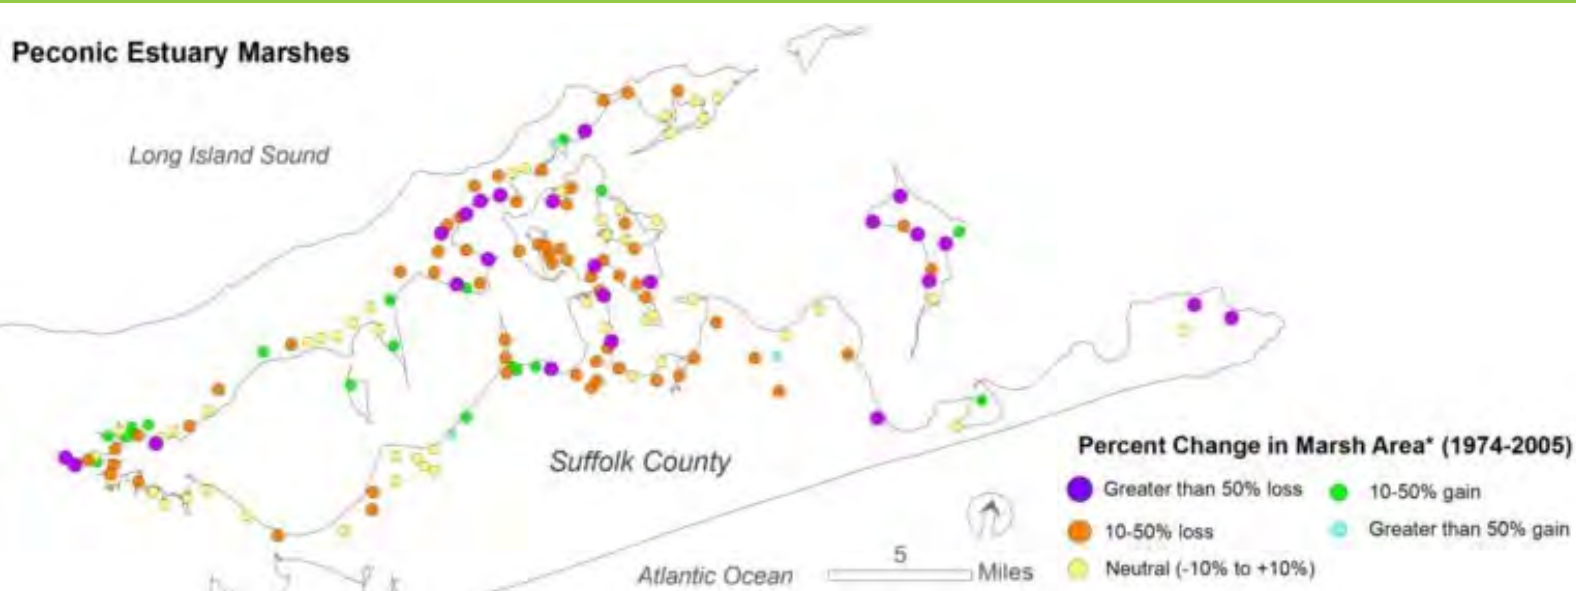 Peconic Estuary Marshes
Long Island Sound
Suffolk County
Atlantic Ocean
5
Miles
Percent Change in Marsh Area* (1974-2005)
Greater than 50% loss
10-50% loss
Neutral (-10% to +10%)
10-50% gain
Greater than 50% gain